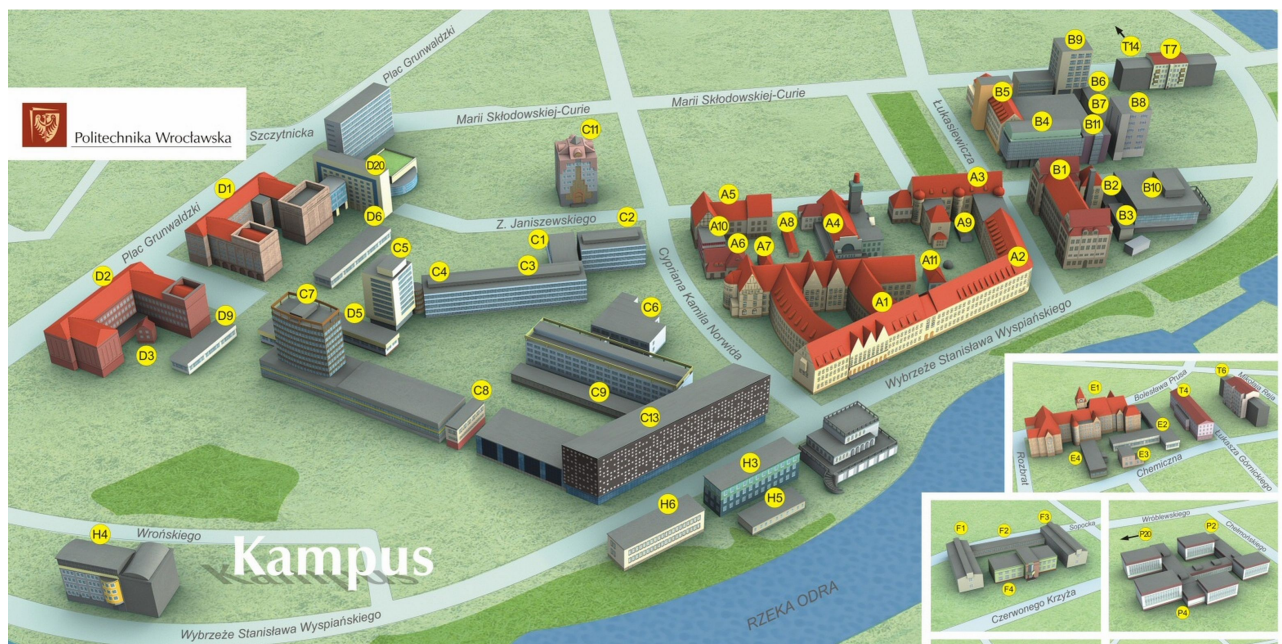 Plac Grunwaldzki
B9
T14
T7
Politechnika Wrocławska
Szczytnicka
Marii Skłodowskiej-Curie
Marii Skłodowskiej-Curie
Łukasiewicza
B5
B6
B7
B8
B4
B11
C11
D20
D1
D6
Plac Grunwaldzki
Z. Janiszewskiego
C2
C1
C5
C4
C3
A5
A3
A10
A8
A4
A9
A6
A7
A11
A2
A1
B1
B2
B10
B3
D2
D9
D3
C7
D5
C6
Cypriana Kamila Norwida
Wybrzeże Stanisława Wyspiańskiego
C8
C9
C13
H3
H6
H5
H4
Wrońskiego
Kampus
Wybrzeże Stanisława Wyspiańskiego
RZEKA ODRA
E1
Bolesława Prusa
T4
T6
Mikołaja Reja
E2
E4
E3
Rozbrat
Chemiczna
Łukasza Górnickiego
F1
F2
F3
Sopocka
F4
Czerwonego Krzyża
Wróblewskiego
P20
P2
Chełmońskiego
P4